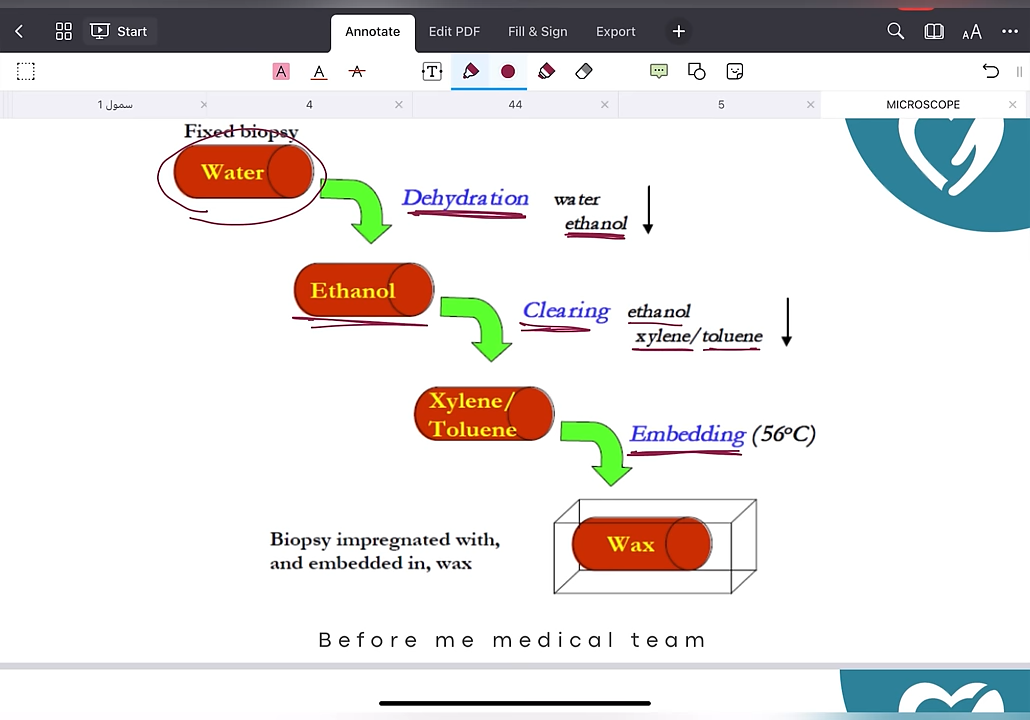 Start
Annotate
Edit PDF
Fill & Sign
Export
سمول 1
4
44
5
MICROSCOPE
Fixed biopsy
Water
Dehydration
water
ethanol
Ethanol
Clearing
ethanol
xylene/toluene
Xylene/
Toluene
Embedding (56°C)
Wax
Biopsy impregnated with,
and embedded in, wax
Before me medical team